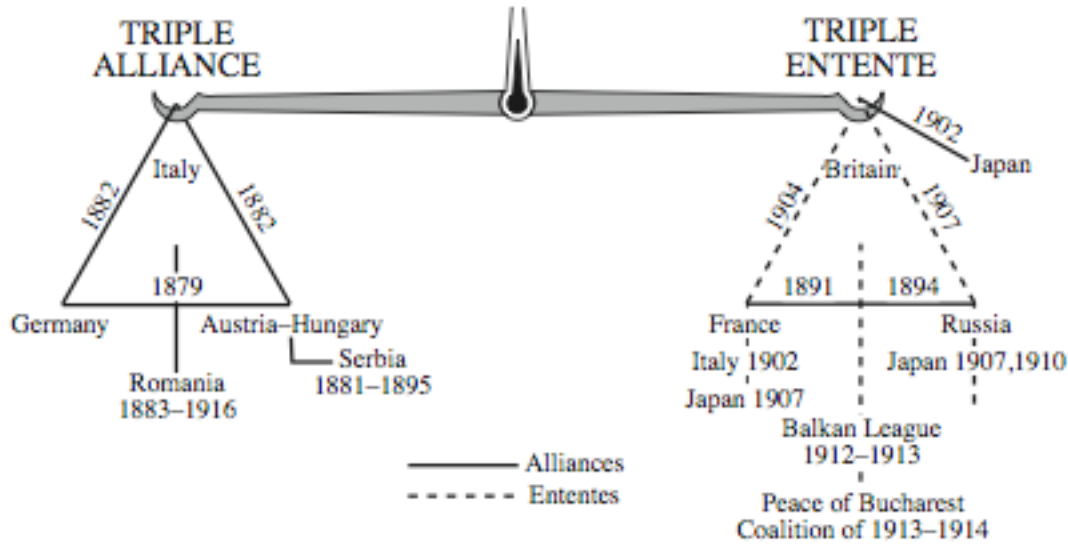 TRIPLE
ALLIANCE
TRIPLE
ENTENTE
Italy
1882
1882
1879
Germany
Austria–Hungary
Serbia
1881–1895
Romania
1883–1916
1902
Japan
Britain
1904
1907
1891
1894
France
Russia
Italy 1902
Japan 1907,1910
Japan 1907
Balkan League
1912–1913
Peace of Bucharest
Coalition of 1913–1914
Alliances
Ententes